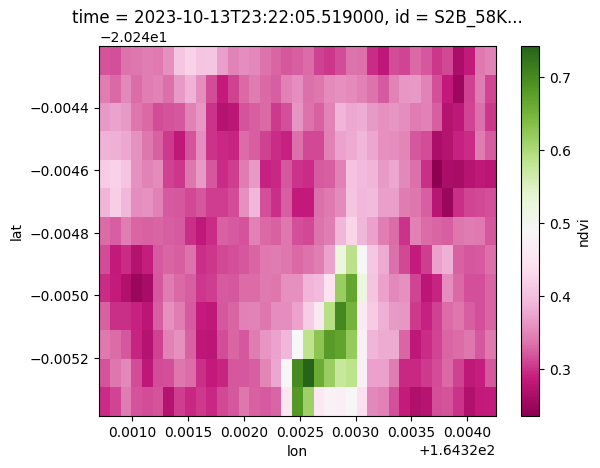 time = 2023-10-13T23:22:05.519000, id = S2B_58K...
−2.024e1
−0.0044
−0.0046
−0.0048
−0.0050
−0.0052
lat
0.0010 0.0015 0.0020 0.0025 0.0030 0.0035 0.0040
lon
+1.6432e2
0.7
0.6
0.5
0.4
0.3
ndvi